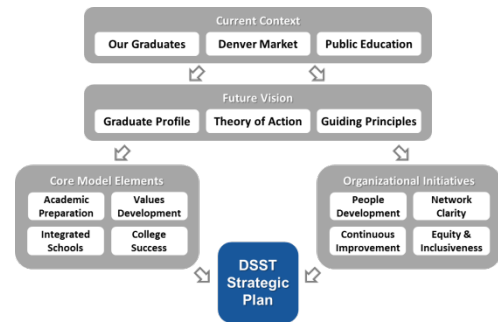 Current Context
Our Graduates
Denver Market
Public Education
Future Vision
Graduate Profile
Theory of Action
Guiding Principles
Core Model Elements
Academic
Preparation
Values
Development
Integrated
Schools
College
Success
Organizational Initiatives
People
Development
Network
Clarity
Continuous
Improvement
Equity &
Inclusiveness
DSST
Strategic
Plan